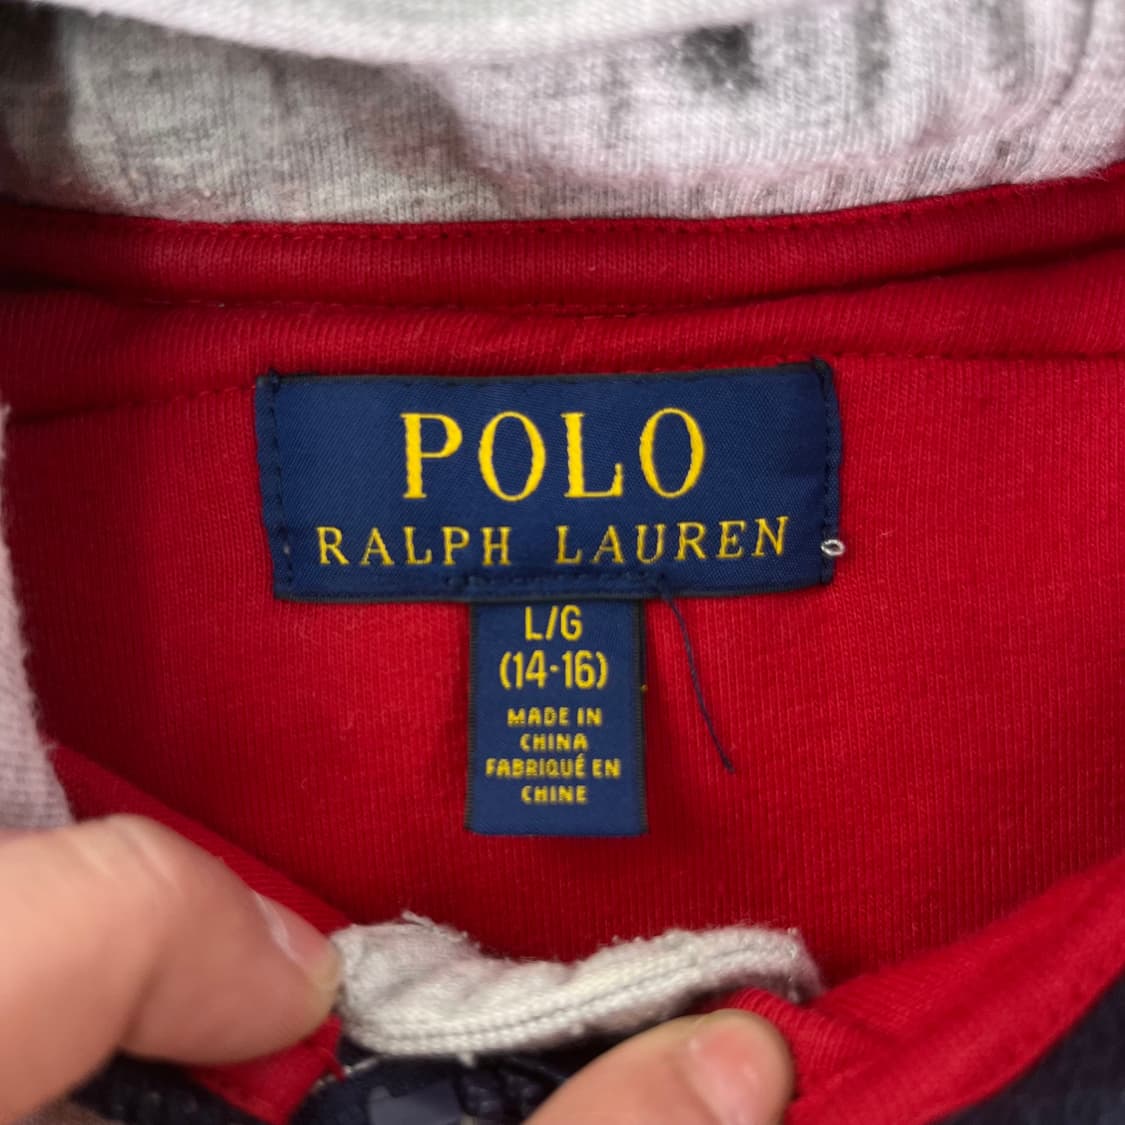 POLO
RALPH LAUREN
L/G
(14-16)
MADE IN
CHINA
FABRIQUÉ EN
CHINE